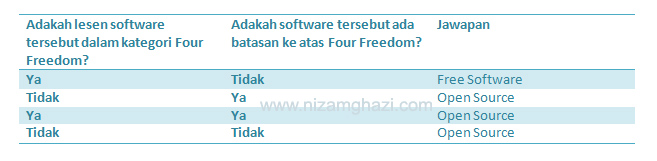 Adakah lesen software tersebut dalam kategori Four Freedom?
Adakah software tersebut ada batasan ke atas Four Freedom?
Jawapan
Ya Tidak Free Software
Tidak Ya Open Source
www.nizamghazi.com
Ya Ya Open Source
Tidak Tidak Open Source